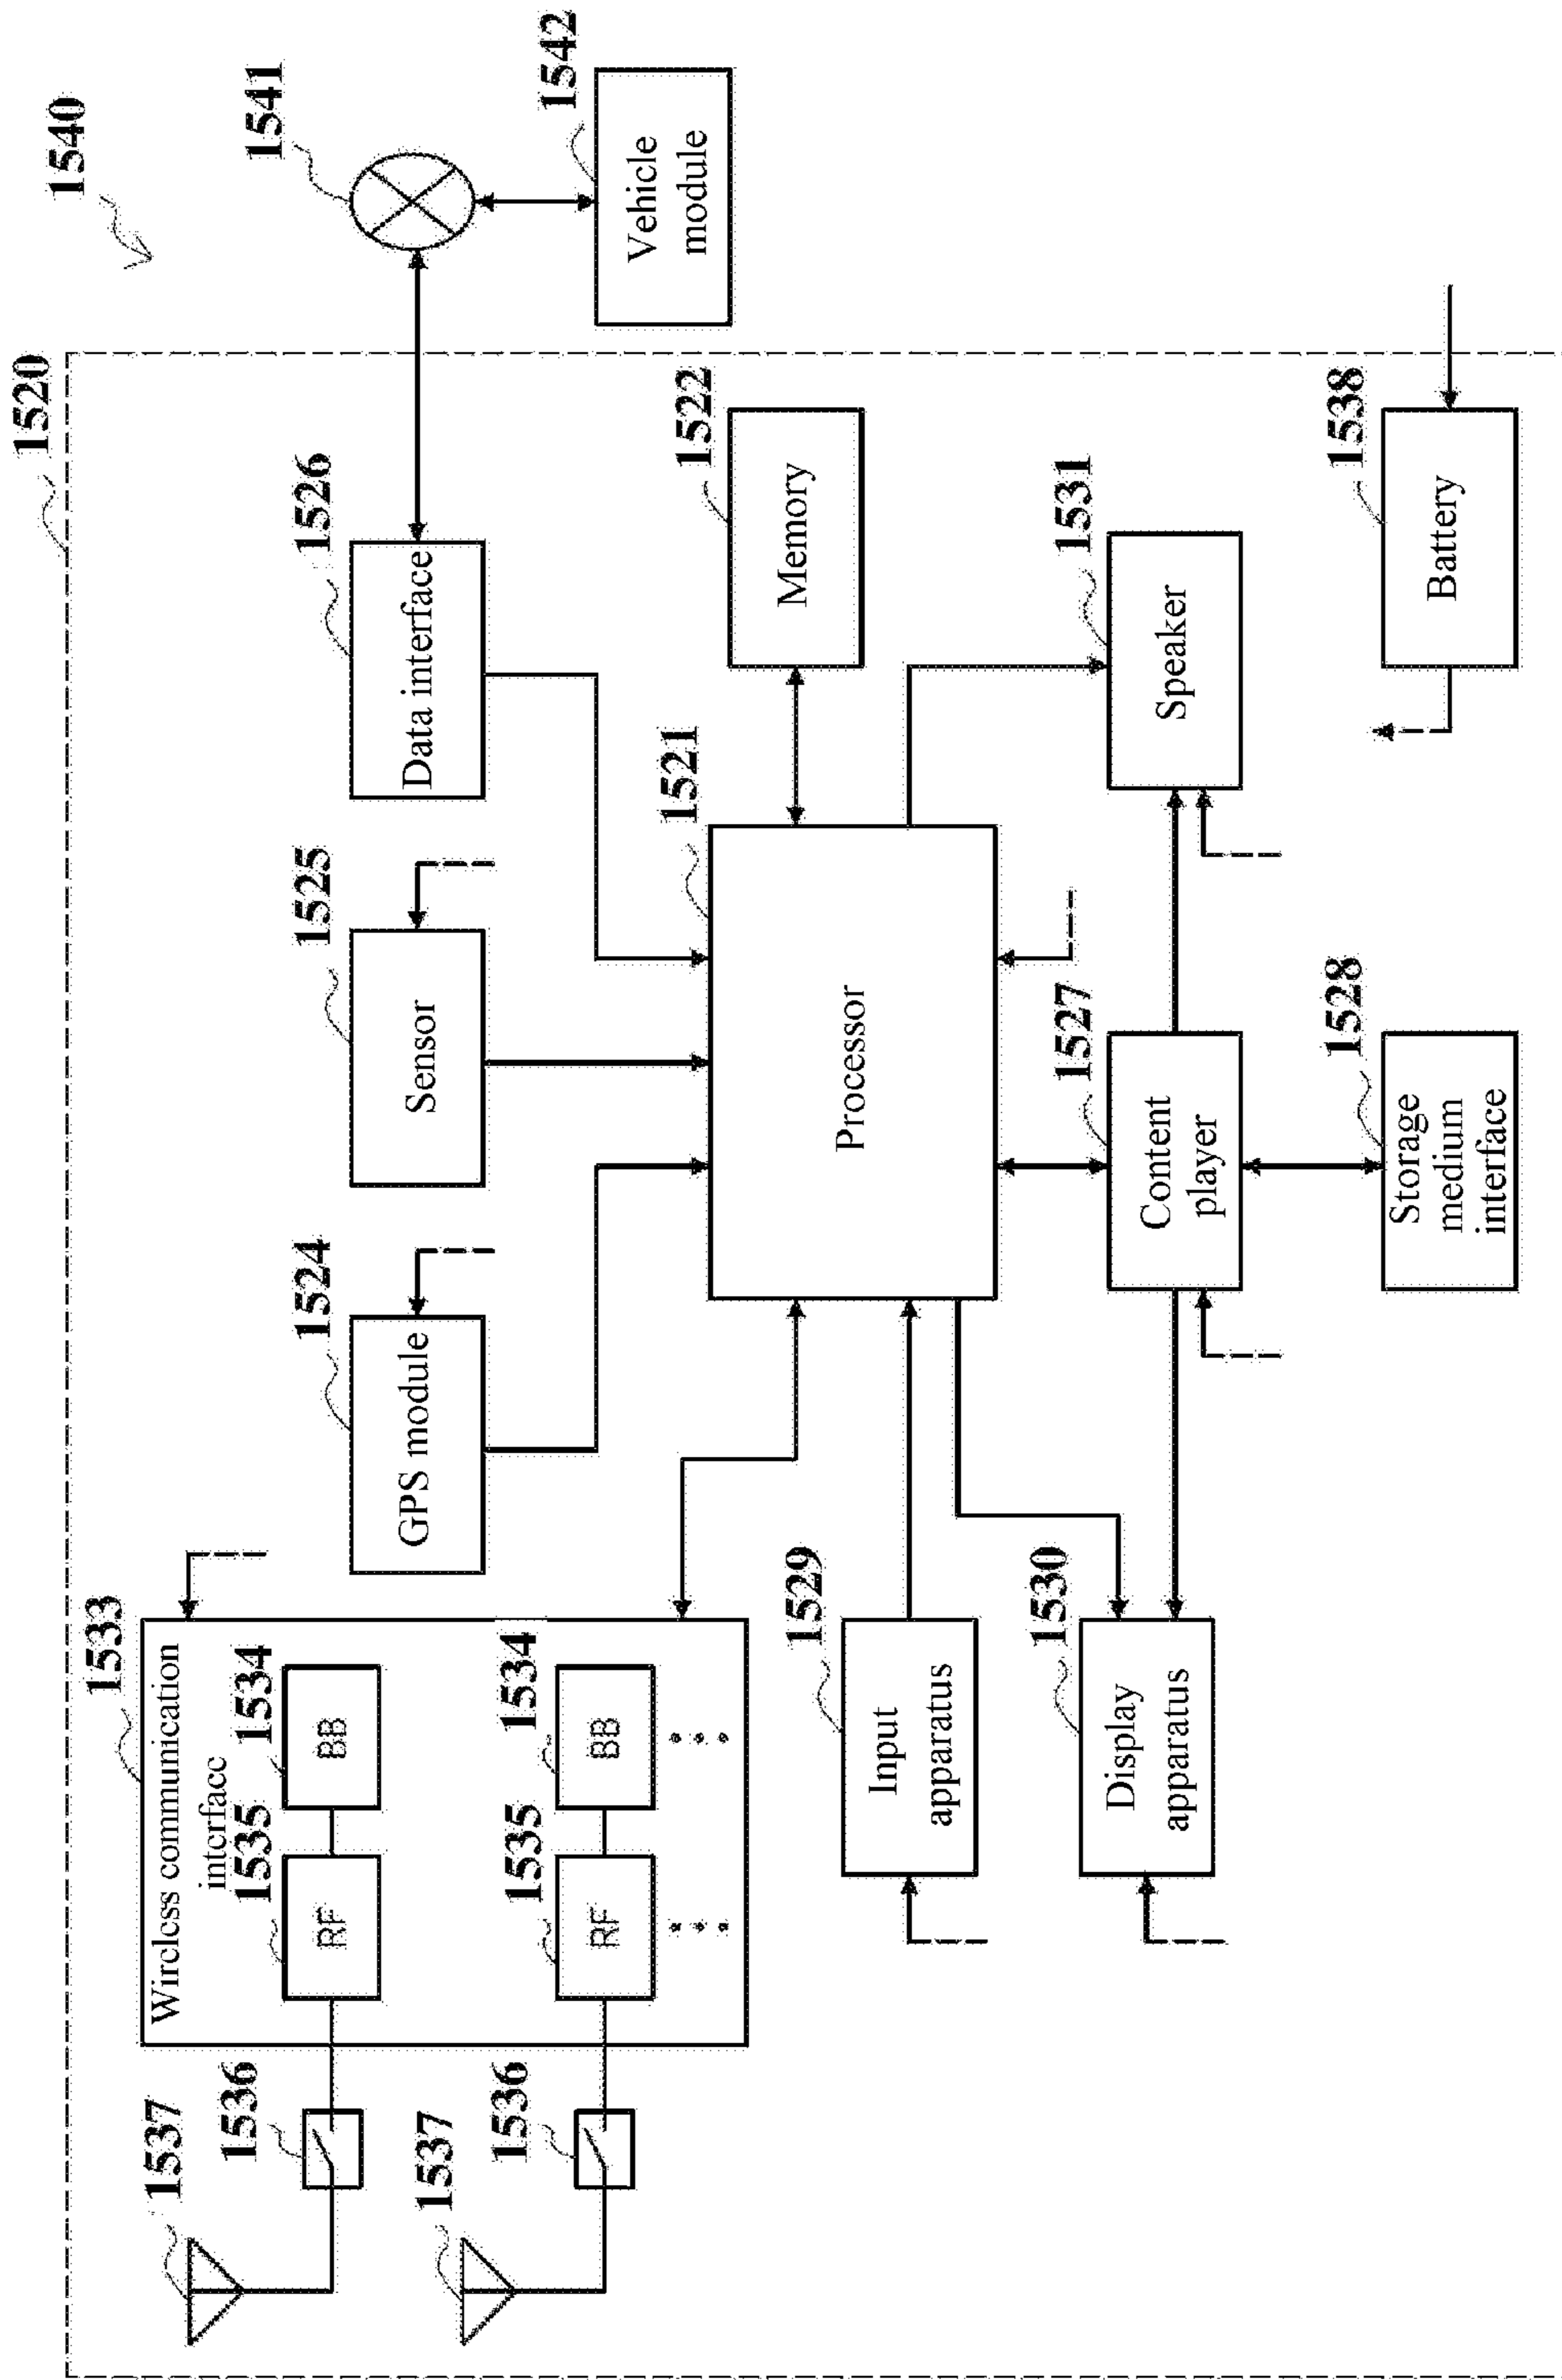 1540
1520
1541
1542
Vehicle
module
1533
Wireless communication
interface
1537
1536
1535
RF
1534
BB
1537
1536
1535
RF
1534
BB
1524
GPS module
1525
Sensor
1526
Data interface
1521
Processor
1522
Memory
1529
Input
apparatus
1530
Display
apparatus
1527
Content
player
1531
Speaker
1528
Storage
medium
interface
1538
Battery